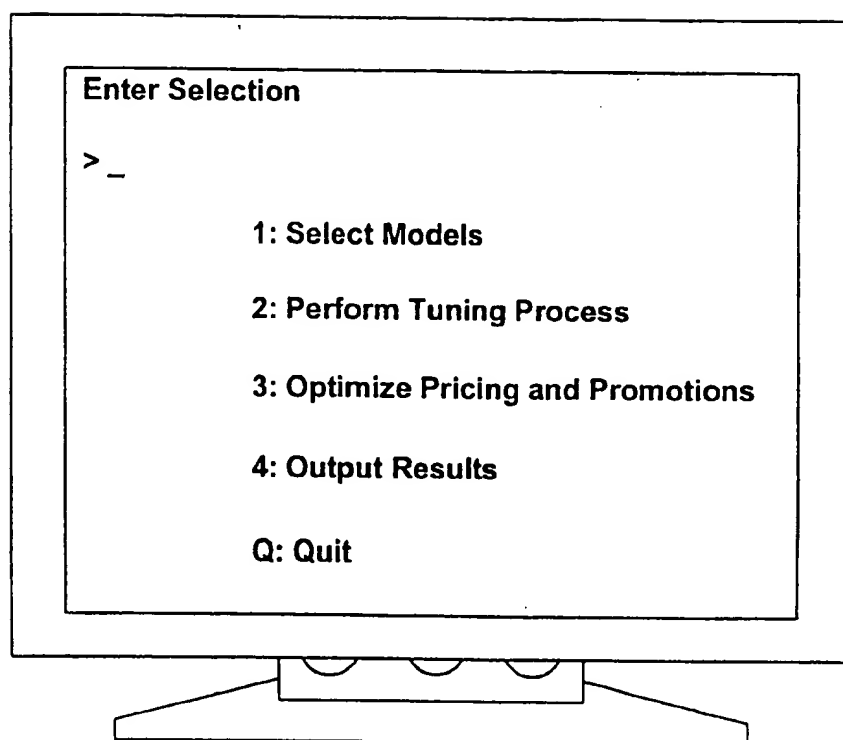 Enter Selection
>_
1: Select Models
2: Perform Tuning Process
3: Optimize Pricing and Promotions
4: Output Results
Q: Quit